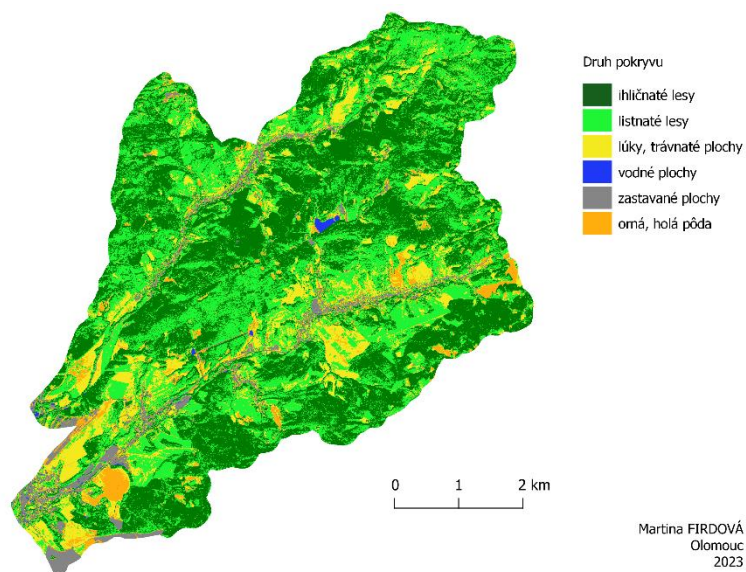 Druh pokryvu
ihličnaté lesy
listnaté lesy
lúky, trávnaté plochy
vodné plochy
zastavané plochy
orná, holá pôda
0 1 2 km
Martina FIRDOVÁ
Olomouc
2023